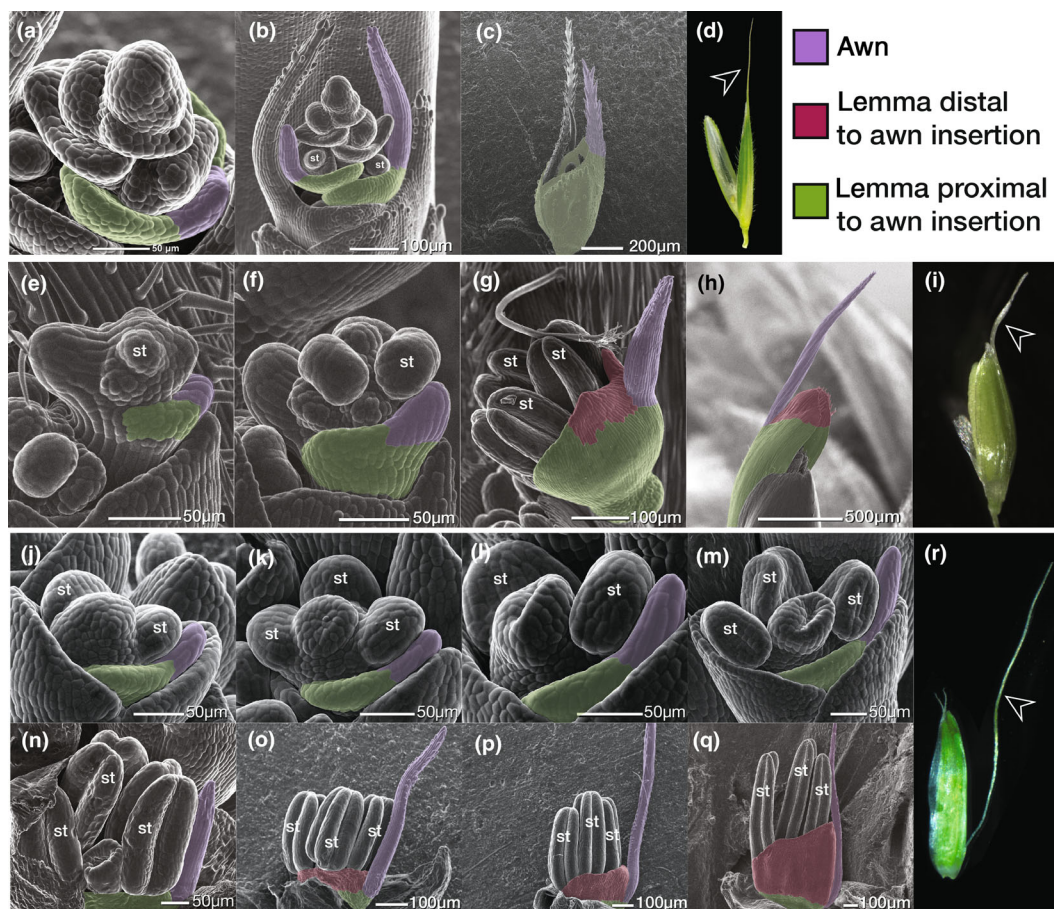 (a)
50 µm
(b)
st
st
100µm
(c)
200µm
(d)
Awn
Lemma distal
to awn insertion
Lemma proximal
to awn insertion
(e)
st
50µm
(f)
st
50µm
(g)
st
st
st
100µm
(h)
500µm
(i)
(j)
st
st
50µm
(k)
st
st
st
50µm
(l)
st
st
50µm
(m)
st
st
st
50µm
(r)
(n)
st
st
st
50µm
(o)
st
st
st
100µm
(p)
st
st
st
100µm
(q)
st
st
st
100µm